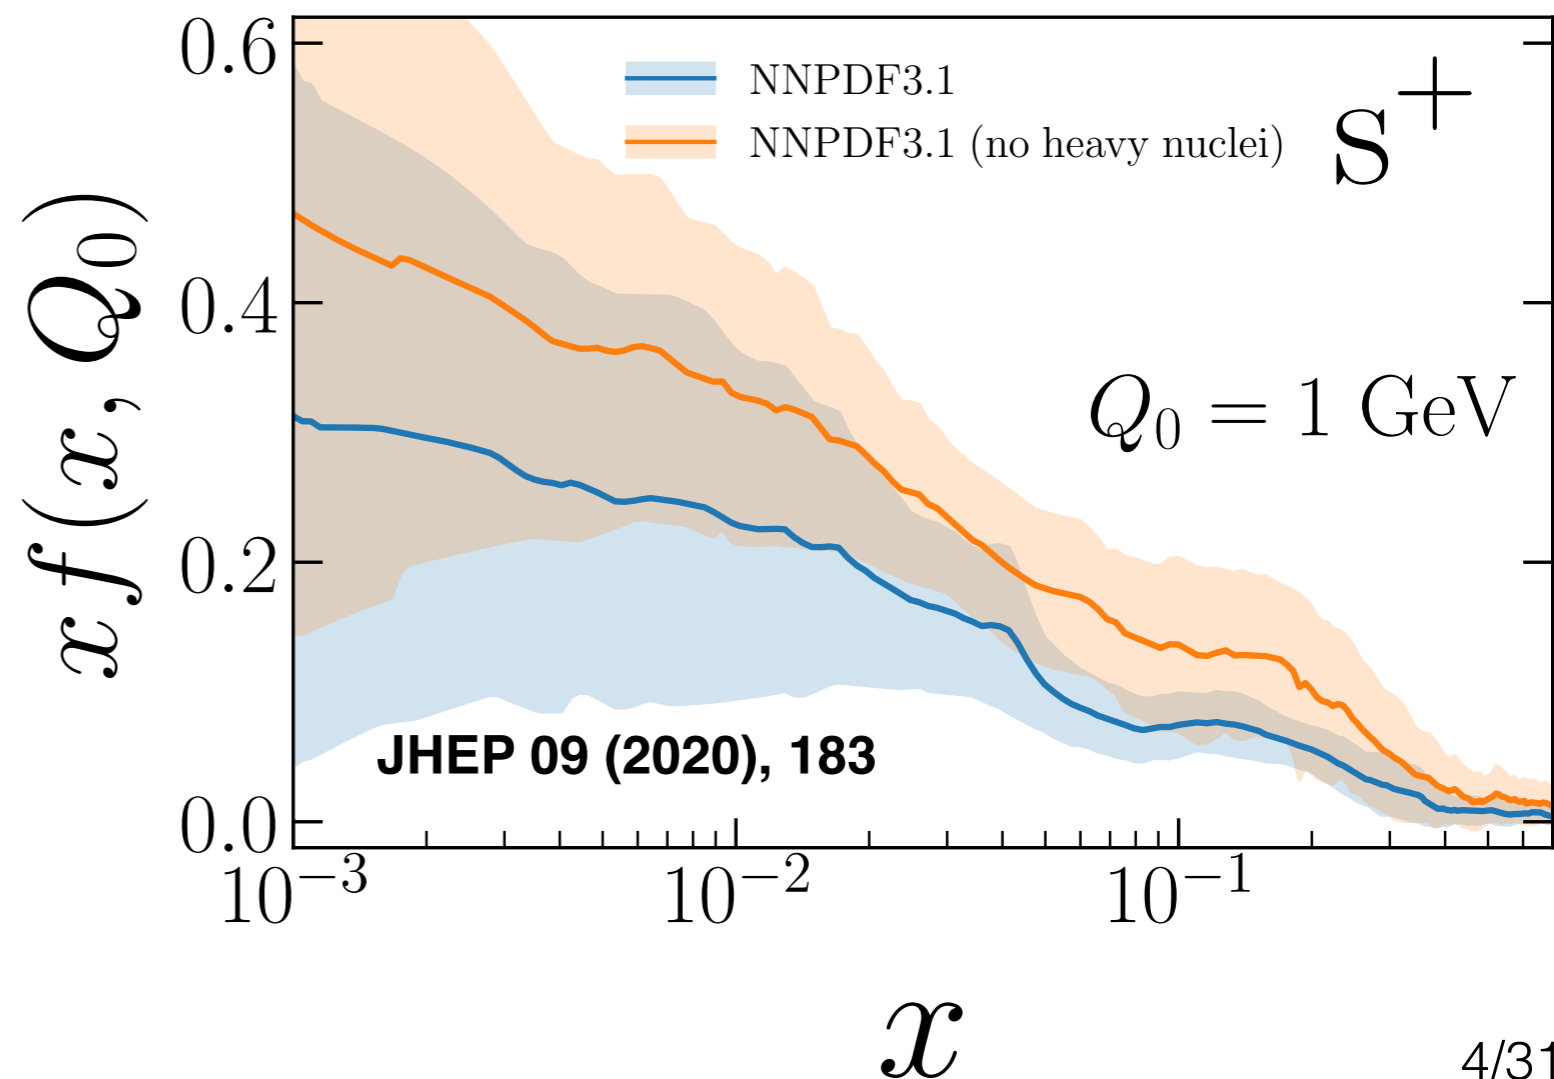 0.6
0.4
0.2
0.0
x f(x, Q₀)
NNPDF3.1
NNPDF3.1 (no heavy nuclei)
s⁺
Q₀ = 1 GeV
JHEP 09 (2020), 183
10⁻³ 10⁻² 10⁻¹
x
4/31